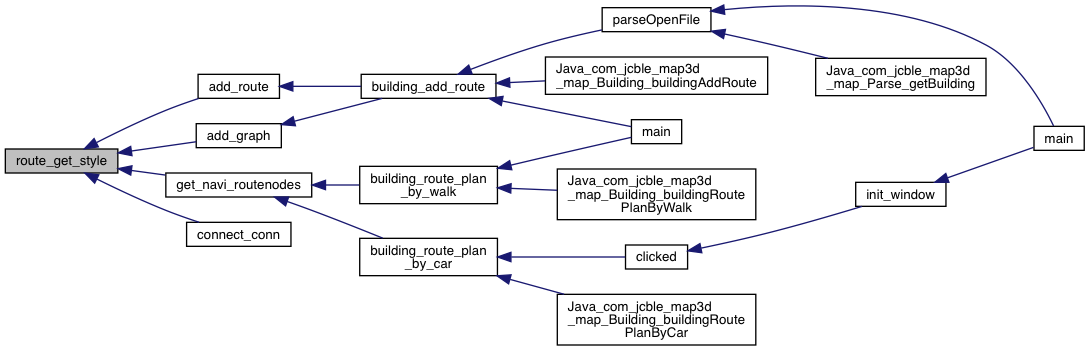 parseOpenFile
Java_com_jcble_map3d
_map_Building_buildingAddRoute
Java_com_jcble_map3d
_map_Parse_getBuilding
add_route
building_add_route
add_graph
main
main
route_get_style
get_navi_routenodes
building_route_plan
_by_walk
Java_com_jcble_map3d
_map_Building_buildingRoute
PlanByWalk
init_window
connect_conn
building_route_plan
_by_car
clicked
Java_com_jcble_map3d
_map_Building_buildingRoute
PlanByCar